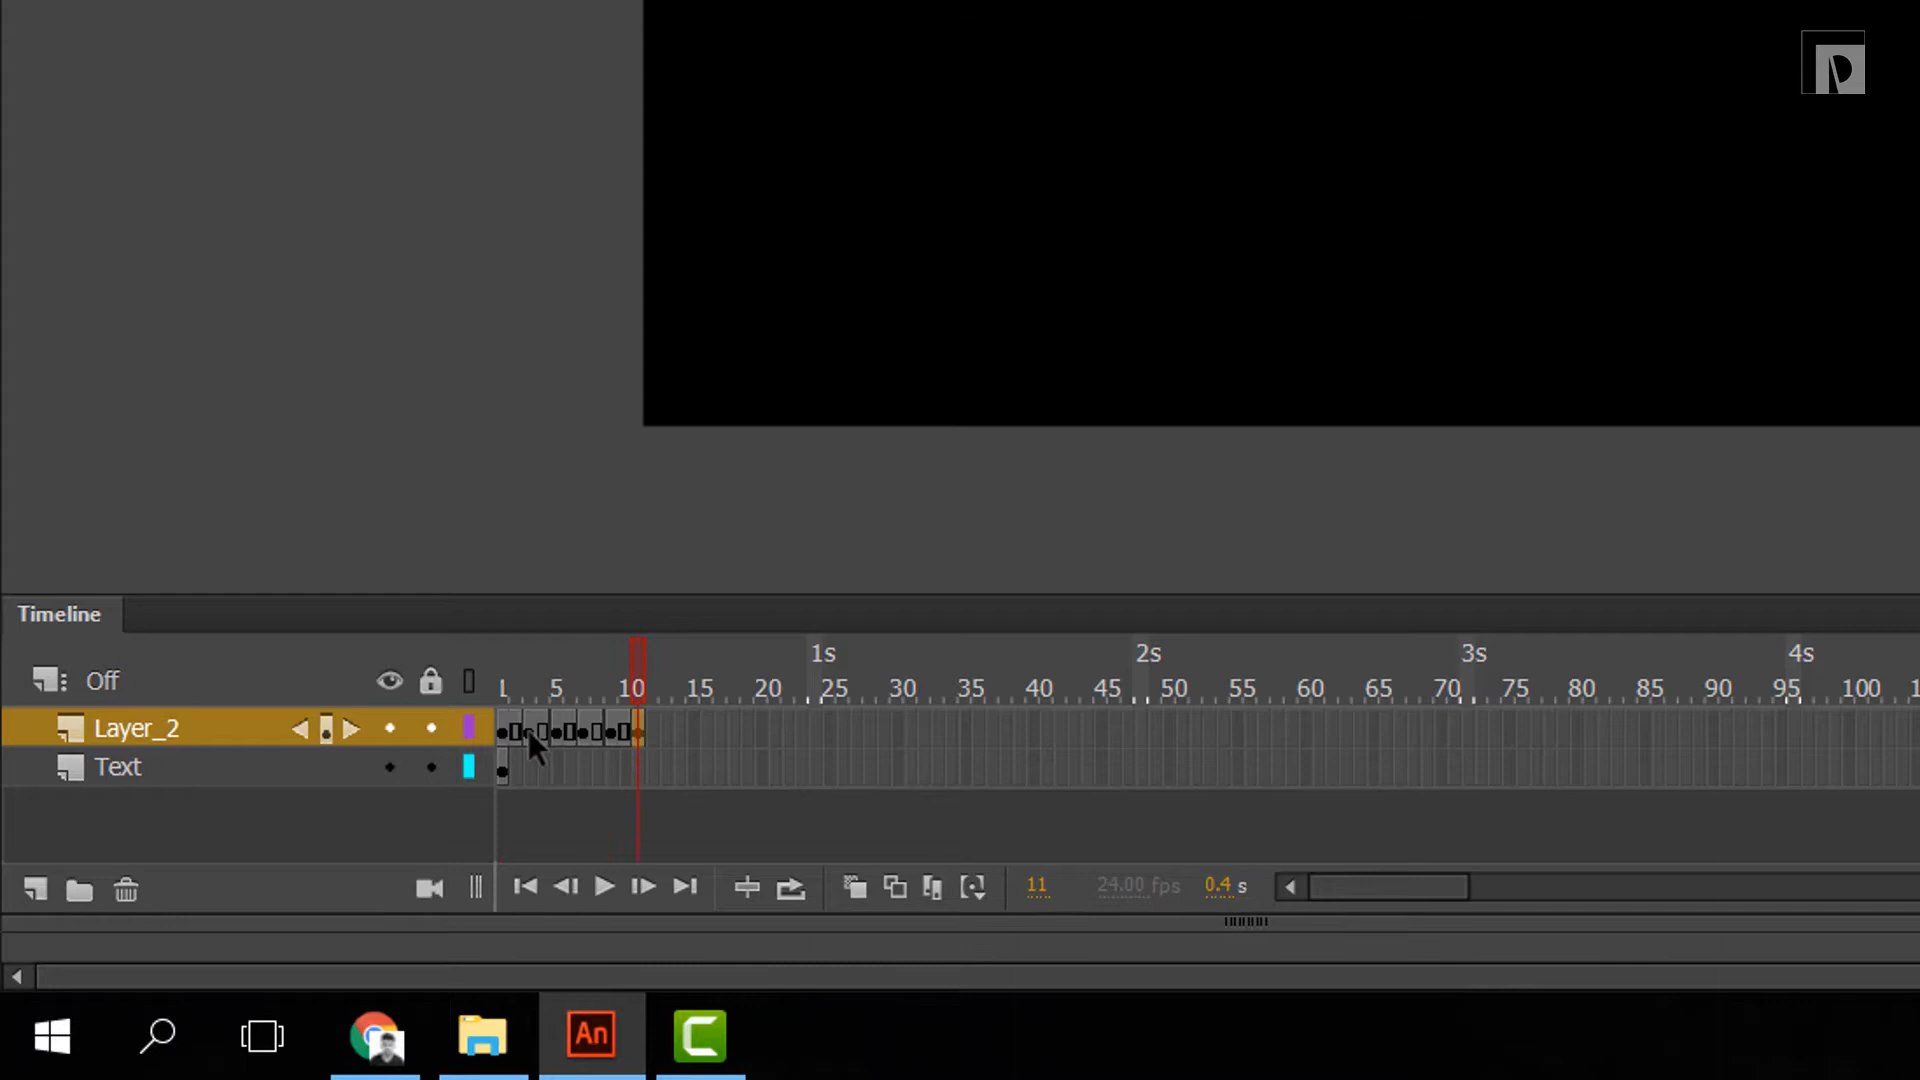 Timeline
1s 2s 3s 4s
Off
1 5 10 15 20 25 30 35 40 45 50 55 60 65 70 75 80 85 90 95 100
Layer_2
Text
11 24.00 fps 0.4 s
An